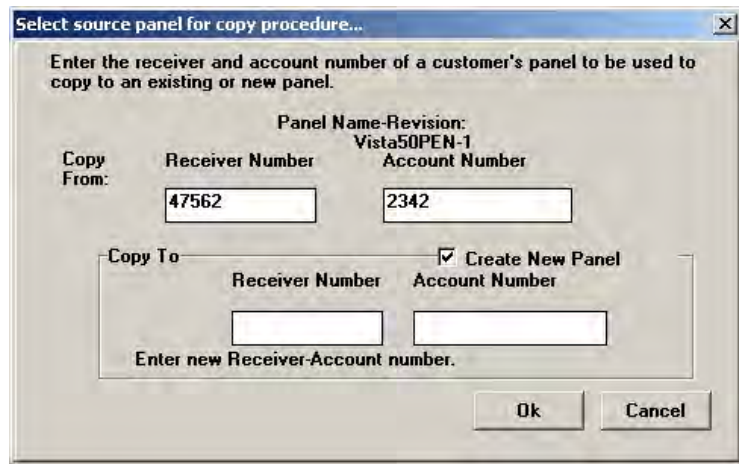 Select source panel for copy procedure...
Enter the receiver and account number of a customer's panel to be used to
copy to an existing or new panel.
Panel Name-Revision:
Vista50PEN-1
Copy From:
Receiver Number
Account Number
47562
2342
Copy To
Create New Panel
Receiver Number
Account Number
Enter new Receiver-Account number.
Ok
Cancel